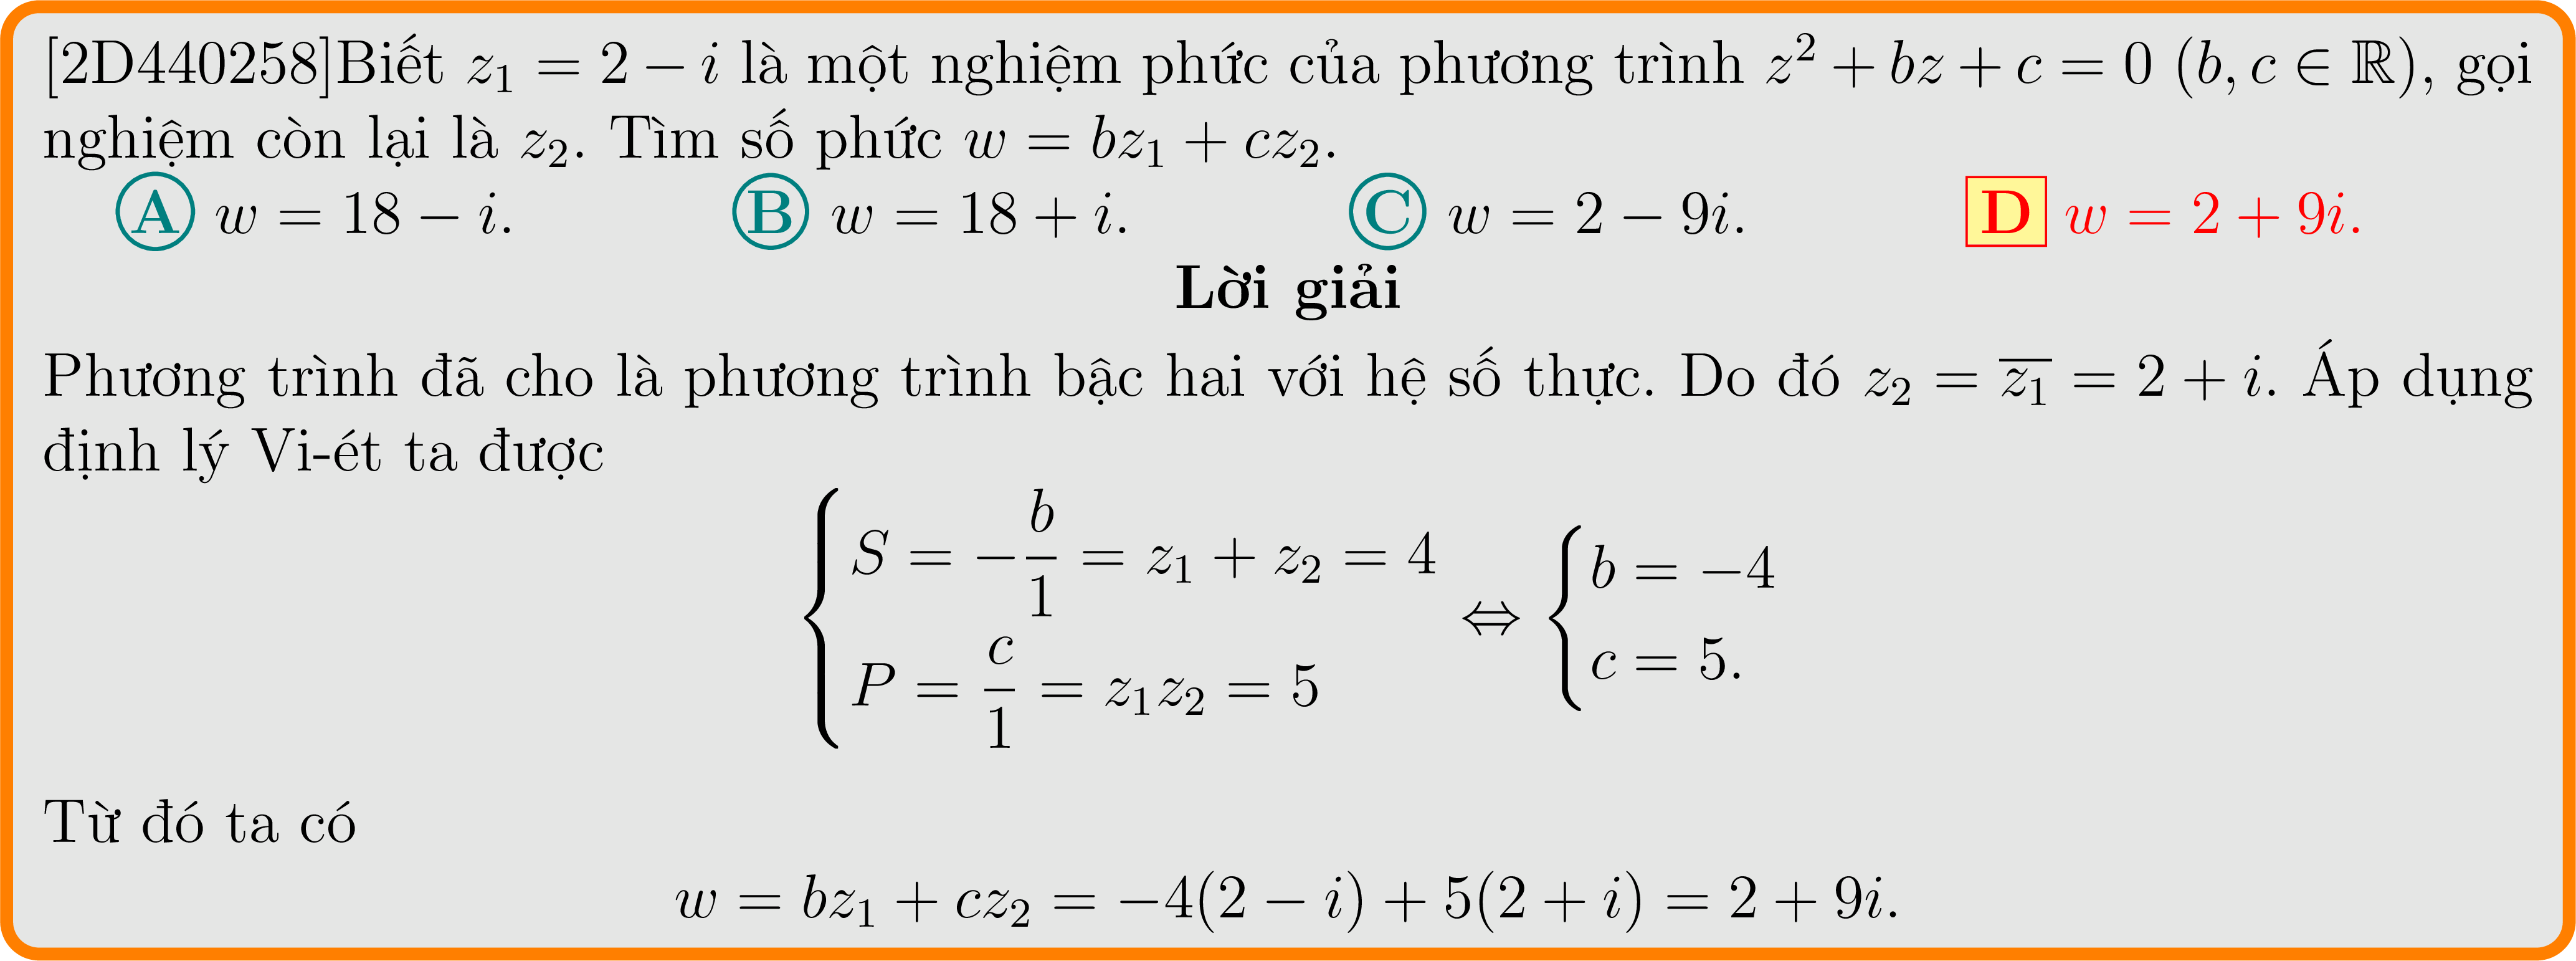 [2D440258]Biết $z_1 = 2 - i$ là một nghiệm phức của phương trình $z^2 + bz + c = 0$ $(b, c \in \mathbb{R})$, gọi
nghiệm còn lại là $z_2$. Tìm số phức $w = bz_1 + cz_2$.
A $w = 18 - i$. B $w = 18 + i$. C $w = 2 - 9i$. D $w = 2 + 9i$.
Lời giải
Phương trình đã cho là phương trình bậc hai với hệ số thực. Do đó $z_2 = \overline{z_1} = 2 + i$. Áp dụng
định lý Vi-ét ta được
$\begin{cases} S = -\dfrac{b}{1} = z_1 + z_2 = 4 \\ P = \dfrac{c}{1} = z_1z_2 = 5 \end{cases} \Leftrightarrow \begin{cases} b = -4 \\ c = 5. \end{cases}$
Từ đó ta có
$w = bz_1 + cz_2 = -4(2 - i) + 5(2 + i) = 2 + 9i.$